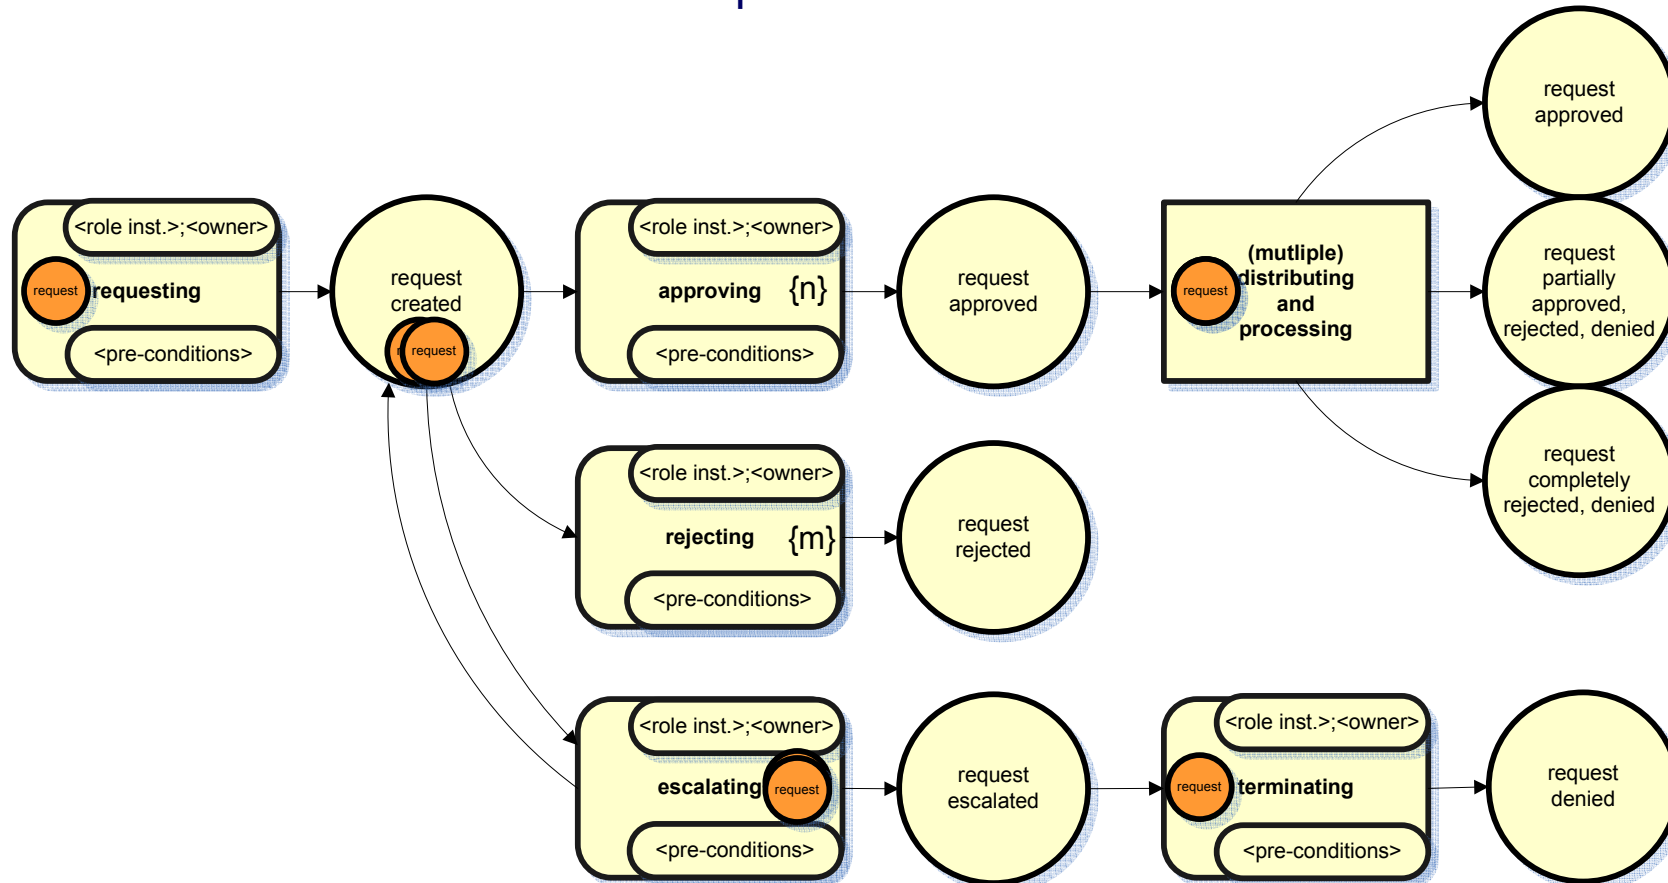 request
approved
<role inst.>;<owner>
request
requesting
<pre-conditions>
request
created
request
<role inst.>;<owner>
approving {n}
<pre-conditions>
request
approved
(mutliple)
distributing
and
processing
request
request
partially
approved,
rejected, denied
<role inst.>;<owner>
rejecting {m}
<pre-conditions>
request
rejected
request
completely
rejected, denied
<role inst.>;<owner>
escalating
request
<pre-conditions>
request
escalated
<role inst.>;<owner>
request
terminating
<pre-conditions>
request
denied